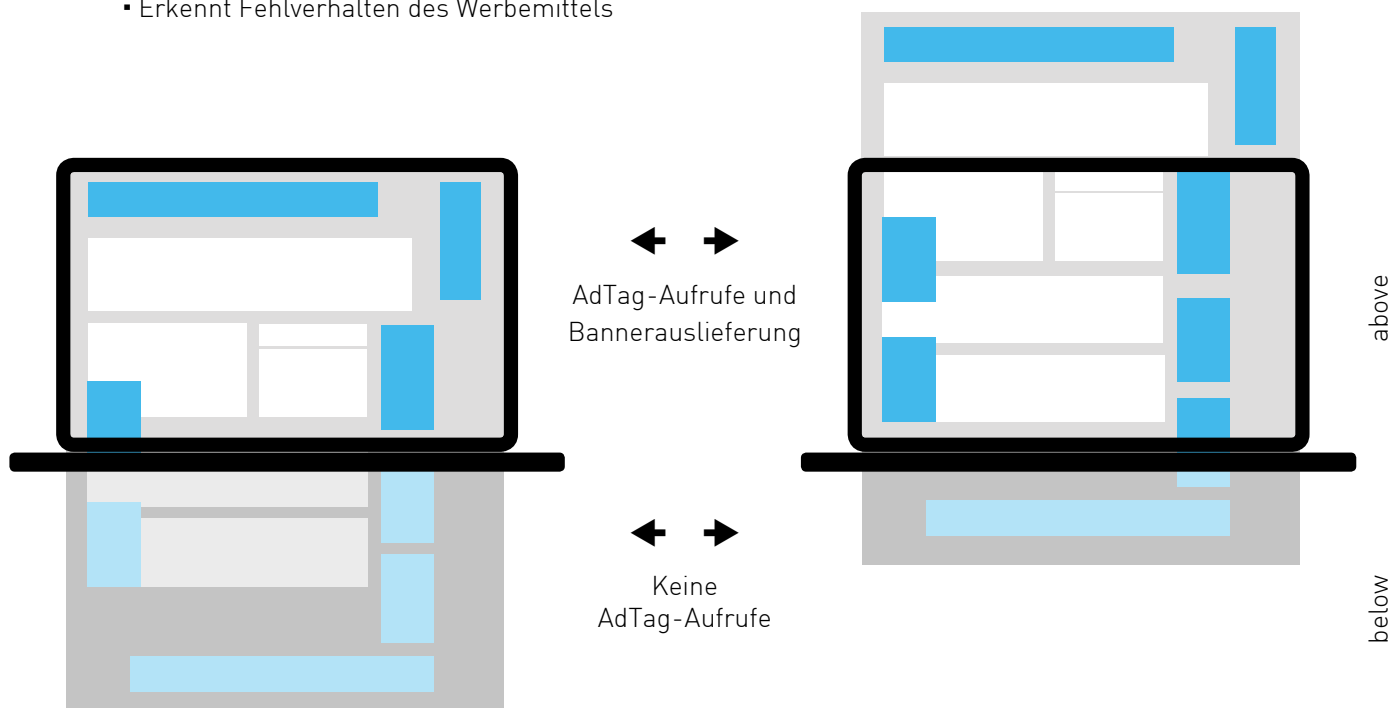 ▪ Erkennt Fehlverhalten des Werbemittels
AdTag-Aufrufe und
Bannerauslieferung
above
Keine
AdTag-Aufrufe
below